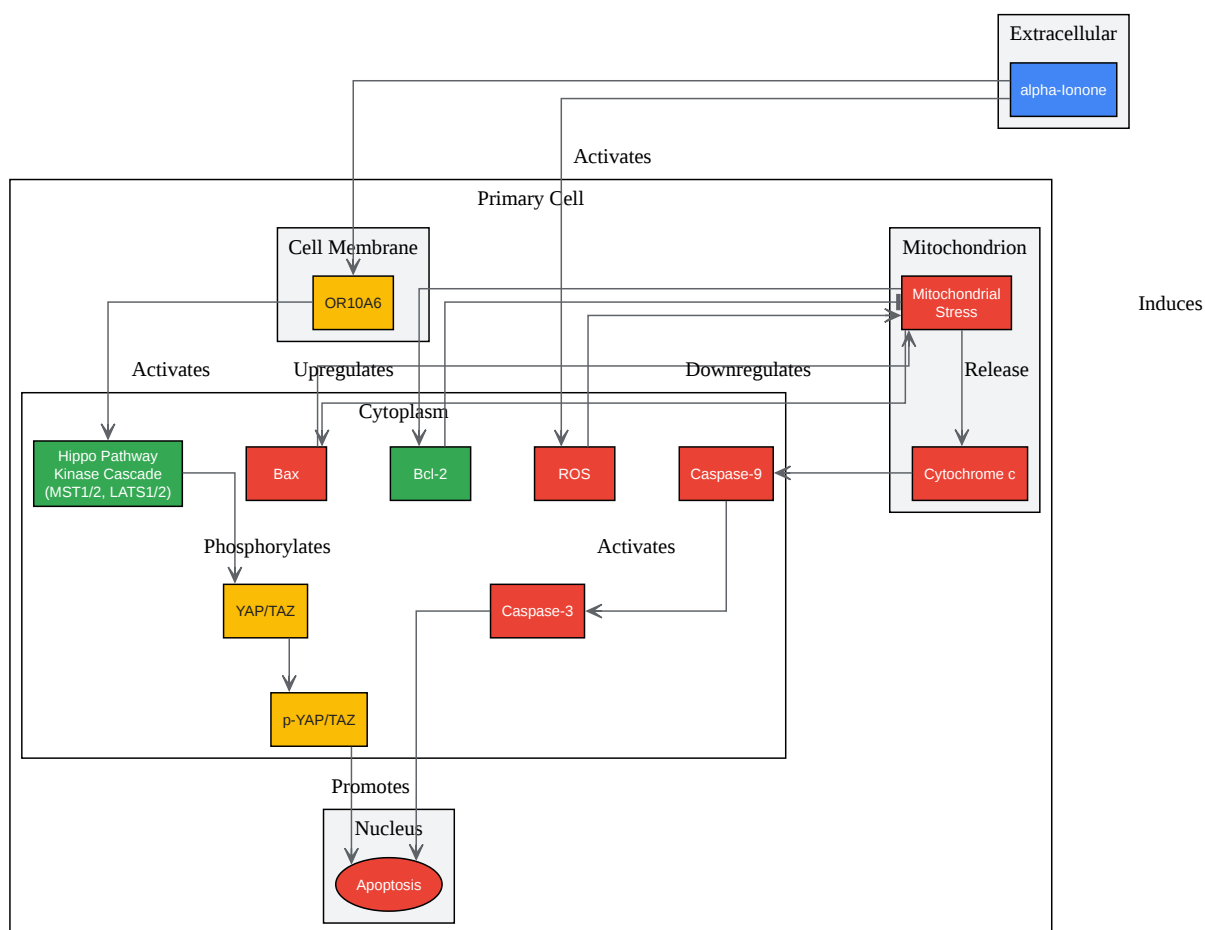 Extracellular
alpha-Ionone
Activates
Primary Cell
Cell Membrane
Mitochondrion
OR10A6
Mitochondrial
Stress
Induces
Activates
Upregulates
Downregulates
Release
Cytoplasm
Hippo Pathway
Kinase Cascade
(MST1/2, LATS1/2)
Bax
Bcl-2
ROS
Caspase-9
Cytochrome c
Phosphorylates
Activates
YAP/TAZ
Caspase-3
p-YAP/TAZ
Promotes
Nucleus
Apoptosis